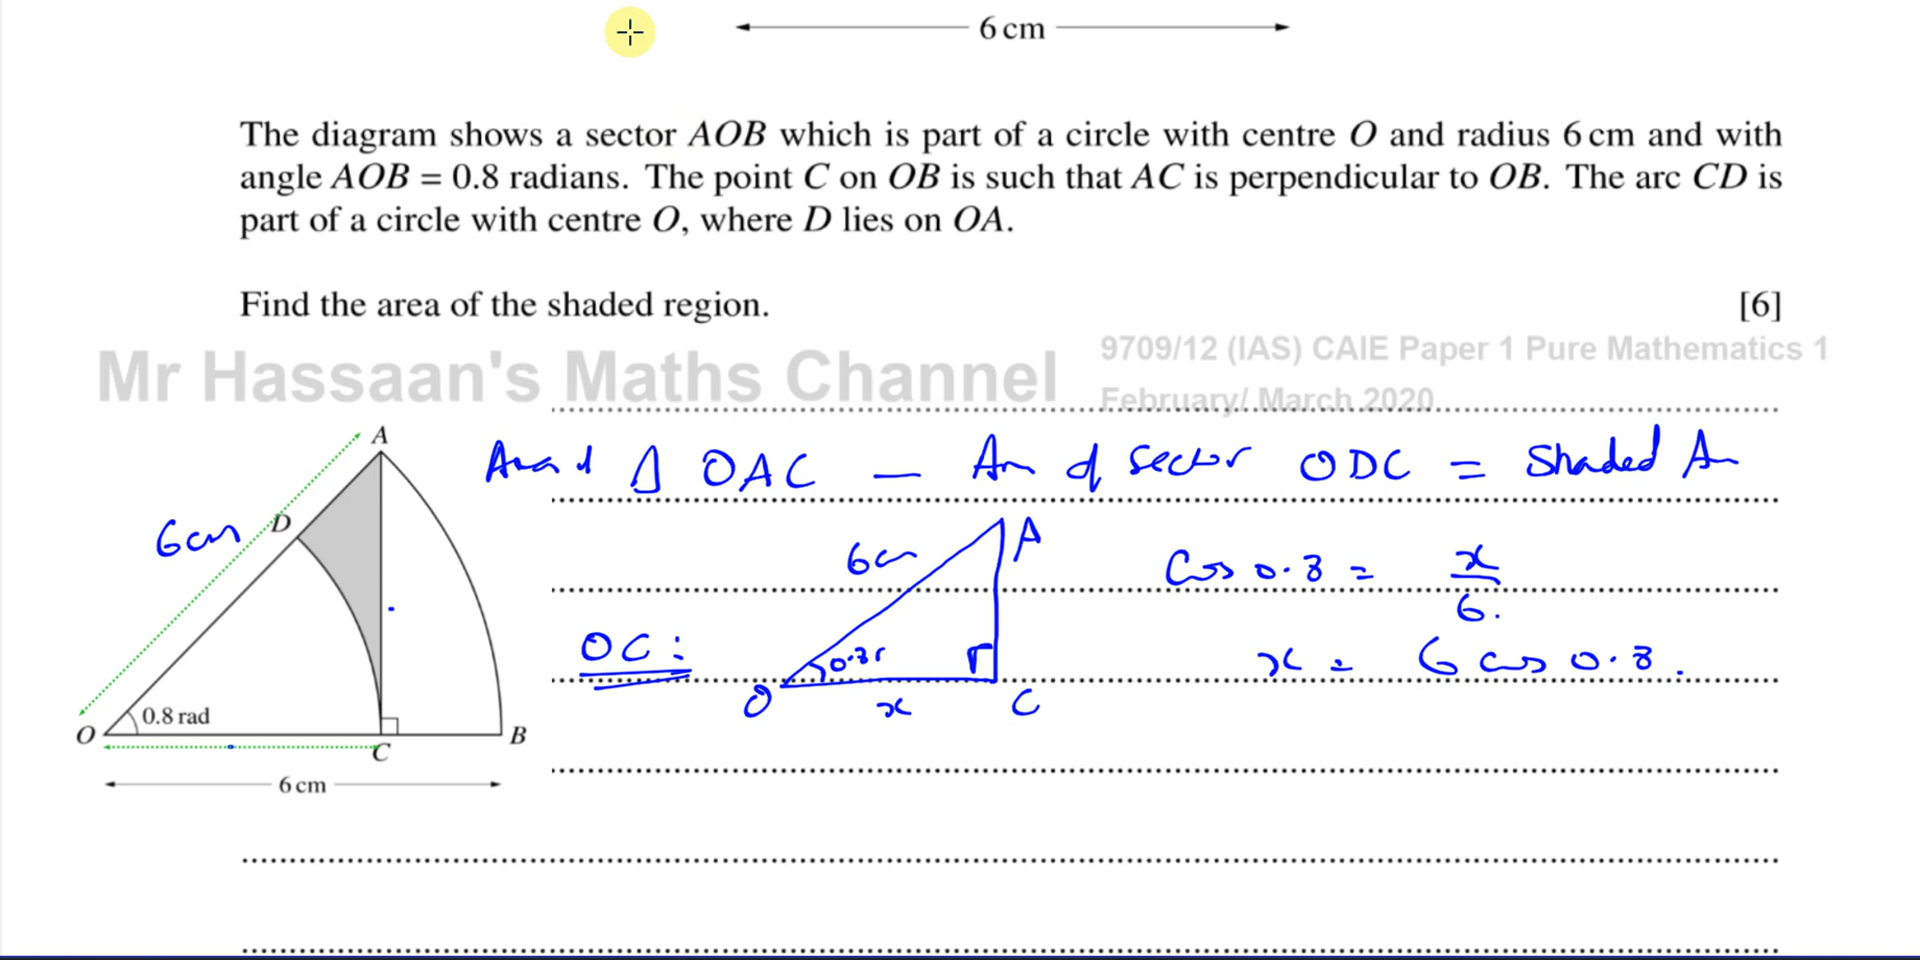 6 cm
The diagram shows a sector AOB which is part of a circle with centre O and radius 6 cm and with
angle AOB = 0.8 radians. The point C on OB is such that AC is perpendicular to OB. The arc CD is
part of a circle with centre O, where D lies on OA.
Find the area of the shaded region. [6]
Mr Hassaan's Maths Channel
9709/12 (IAS) CAIE Paper 1 Pure Mathematics 1
February/ March 2020
A
D
6cm
0.8 rad
O
C
B
6 cm
Δ OAC — of sector ODC = Shaded
6cm
A
Cos 0.8 = x/6.
OC:
0.8r
O
x
C
x = 6 cos 0.8.